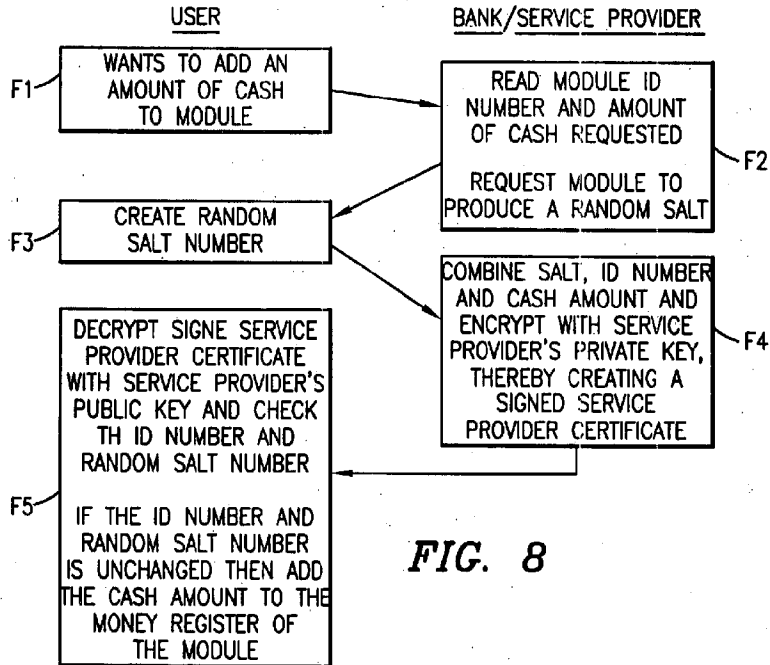 USER
BANK/SERVICE PROVIDER
F1
WANTS TO ADD AN
AMOUNT OF CASH
TO MODULE
READ MODULE ID
NUMBER AND AMOUNT
OF CASH REQUESTED
REQUEST MODULE TO
PRODUCE A RANDOM SALT
F2
F3
CREATE RANDOM
SALT NUMBER
COMBINE SALT, ID NUMBER
AND CASH AMOUNT AND
ENCRYPT WITH SERVICE
PROVIDER'S PRIVATE KEY,
THEREBY CREATING A
SIGNED SERVICE
PROVIDER CERTIFICATE
F4
F5
DECRYPT SIGNE SERVICE
PROVIDER CERTIFICATE
WITH SERVICE PROVIDER'S
PUBLIC KEY AND CHECK
TH ID NUMBER AND
RANDOM SALT NUMBER
IF THE ID NUMBER AND
RANDOM SALT NUMBER
IS UNCHANGED THEN ADD
THE CASH AMOUNT TO THE
MONEY REGISTER OF
THE MODULE
FIG. 8